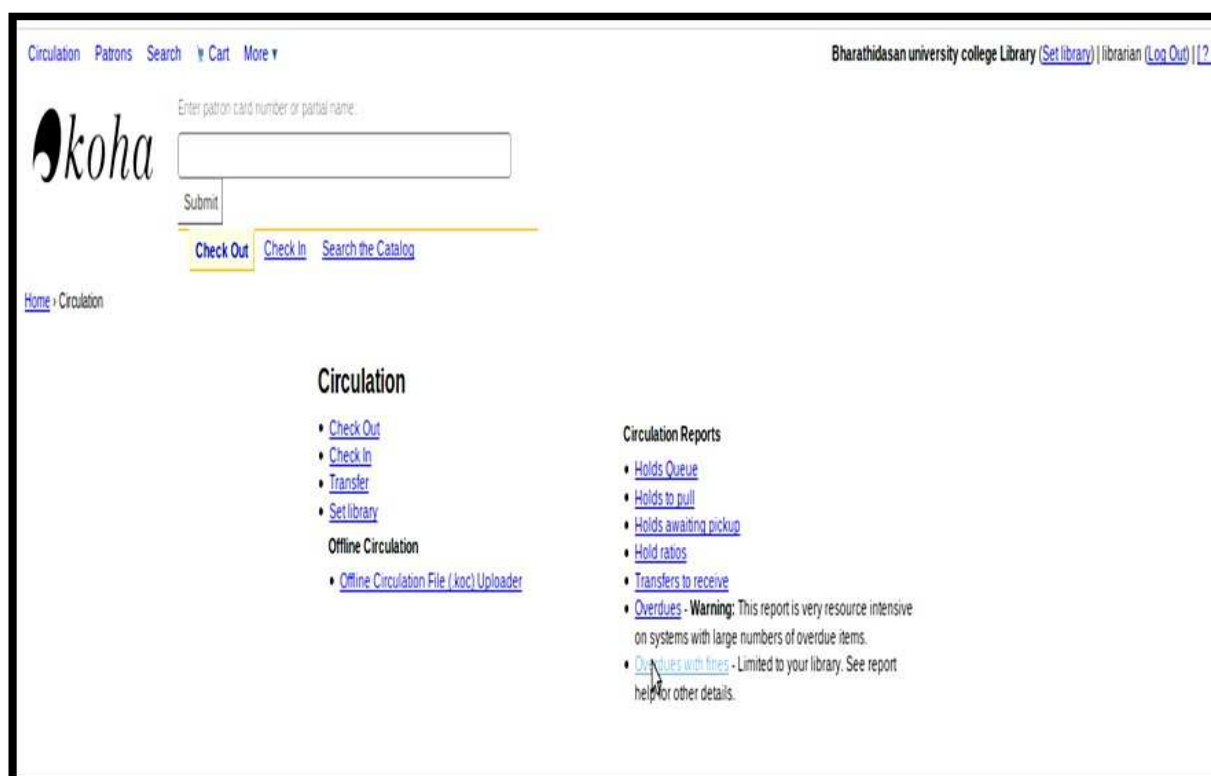 Circulation Patrons Search Cart More ▾ Bharathidasan university college Library (Set library) | librarian (Log Out) | [ ?
koha
Enter patron card number or partial name:
Submit
Check Out Check In Search the Catalog
Home › Circulation
Circulation
• Check Out
• Check In
• Transfer
• Set library
Offline Circulation
• Offline Circulation File (.koc) Uploader
Circulation Reports
• Holds Queue
• Holds to pull
• Holds awaiting pickup
• Hold ratios
• Transfers to receive
• Overdues - Warning: This report is very resource intensive
on systems with large numbers of overdue items.
• Overdues with fines - Limited to your library. See report
help for other details.